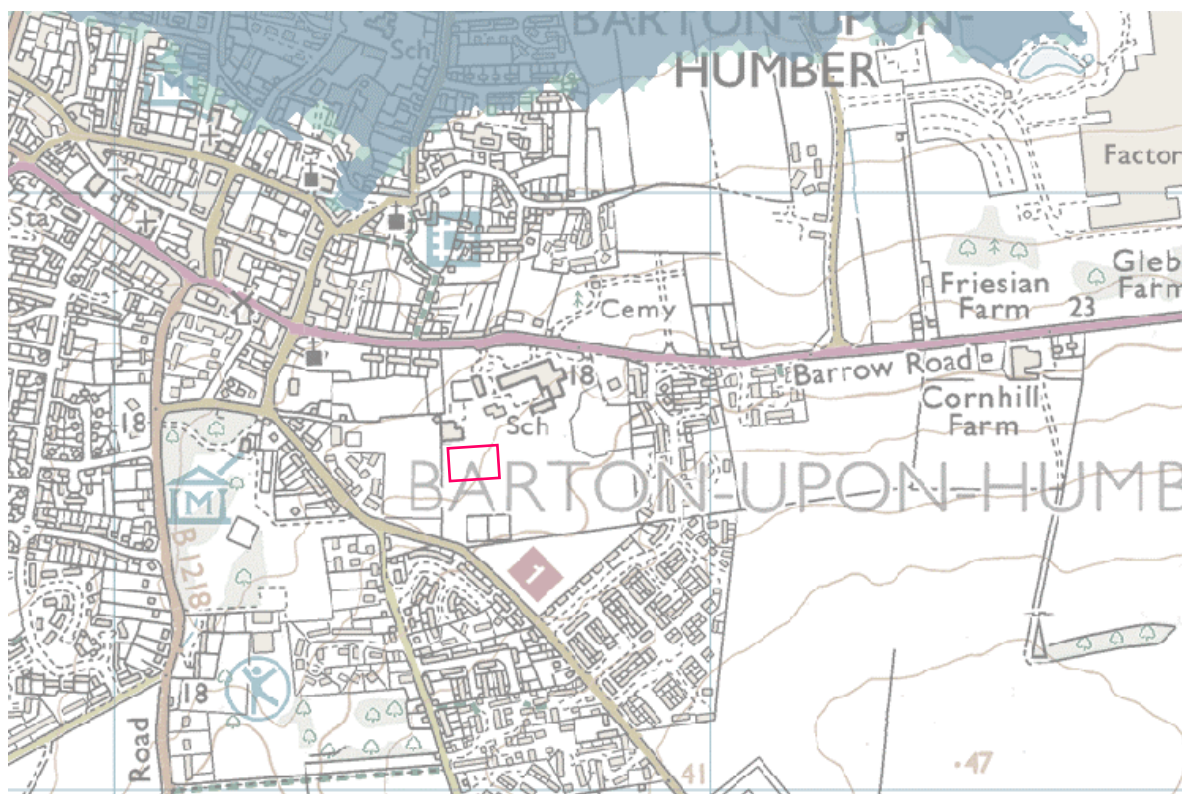 BARTON-UPON-
HUMBER
Sch
M
Factor
Sta
Cemy
Friesian
Farm
23
Gleb
Farm
18
Barrow Road
Cornhill
Farm
18
Sch
M
BARTON-UPON-HUMB
B 1218
1
18
Road
41
47